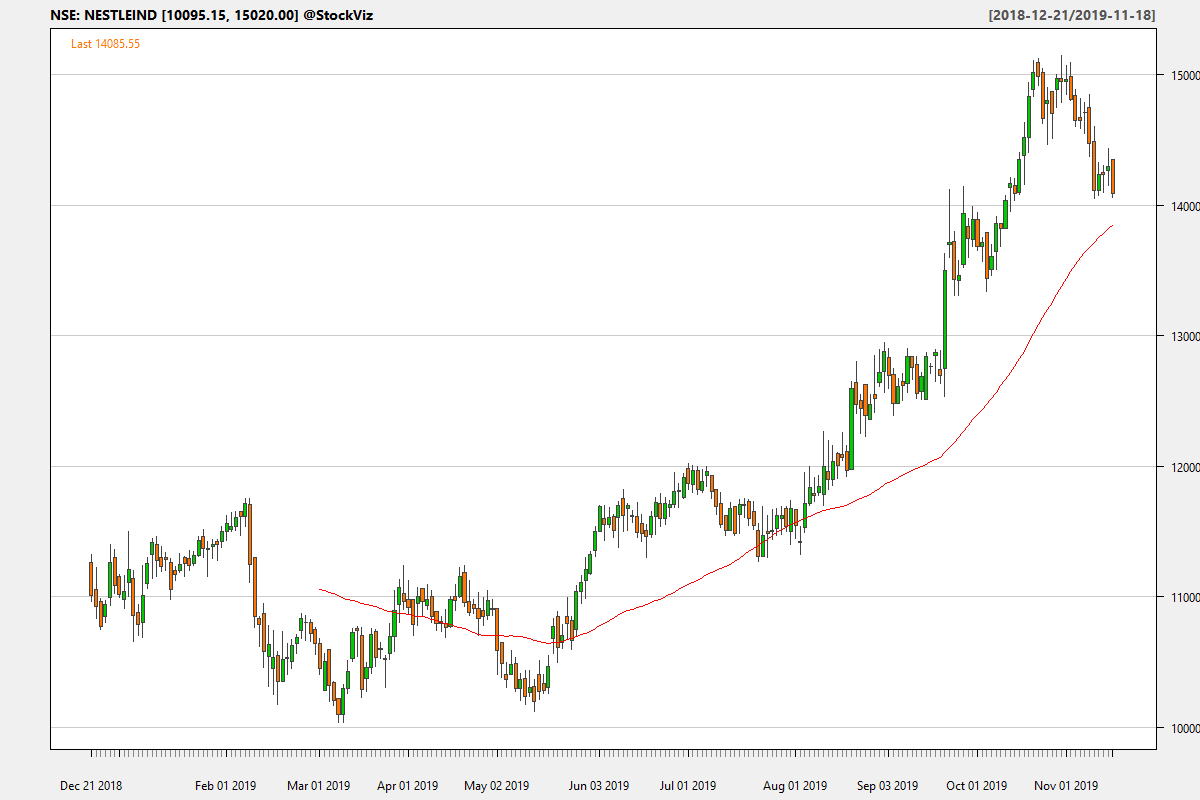 NSE: NESTLEIND [10095.15, 15020.00] @StockViz [2018-12-21/2019-11-18]
Last 14085.55
15000
14000
13000
12000
11000
10000
Dec 21 2018 Feb 01 2019 Mar 01 2019 Apr 01 2019 May 02 2019 Jun 03 2019 Jul 01 2019 Aug 01 2019 Sep 03 2019 Oct 01 2019 Nov 01 2019